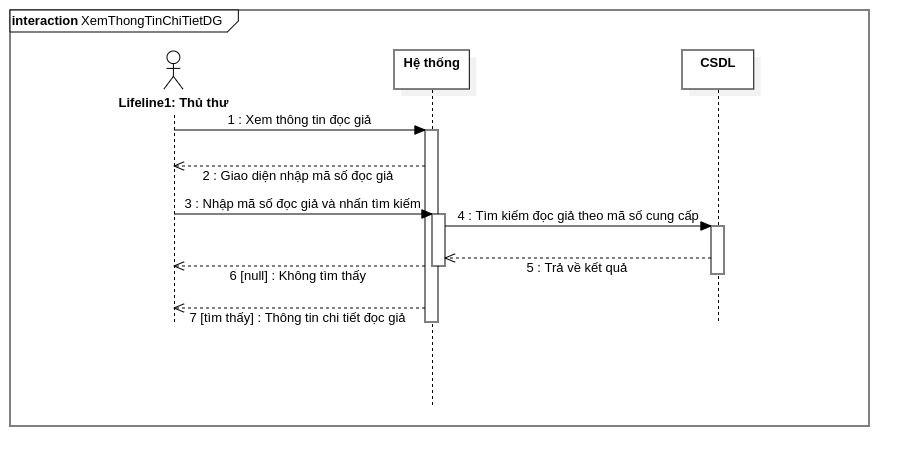 interaction XemThongTinChiTietDG
Hệ thống
CSDL
Lifeline1: Thủ thư
1 : Xem thông tin đọc giả
2 : Giao diện nhập mã số đọc giả
3 : Nhập mã số đọc giả và nhấn tìm kiếm
4 : Tìm kiếm đọc giả theo mã số cung cấp
5 : Trả về kết quả
6 [null] : Không tìm thấy
7 [tìm thấy] : Thông tin chi tiết đọc giả